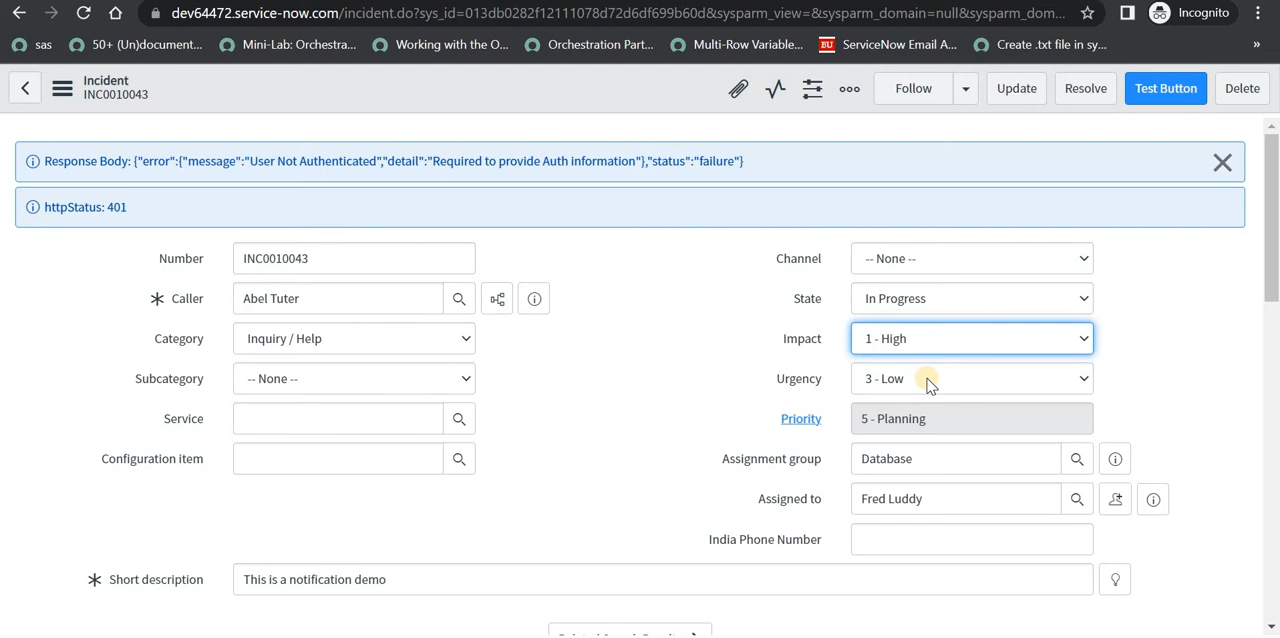 dev64472.service-now.com/incident.do?sys_id=013db0282f12111078d72d6df699b60d&sysparm_view=&sysparm_domain=null&sysparm_dom...
Incognito
sas
50+ (Un)document...
Mini-Lab: Orchestra...
Working with the O...
Orchestration Part...
Multi-Row Variable...
BU ServiceNow Email A...
Create .txt file in sy...
»
Incident
INC0010043
Follow
Update
Resolve
Test Button
Delete
Response Body: {"error":{"message":"User Not Authenticated","detail":"Required to provide Auth information"},"status":"failure"}
httpStatus: 401
Number INC0010043
Channel -- None --
Caller Abel Tuter
State In Progress
Category Inquiry / Help
Impact 1 - High
Subcategory -- None --
Urgency 3 - Low
Service
Priority 5 - Planning
Configuration item
Assignment group Database
Assigned to Fred Luddy
India Phone Number
Short description This is a notification demo